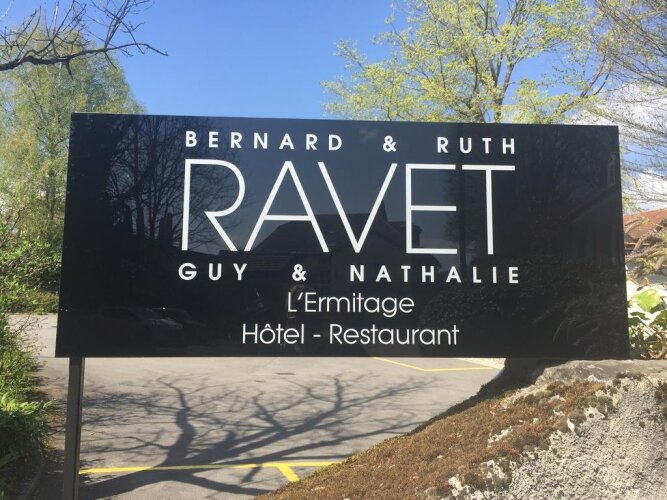 BERNARD & RUTH
RAVET
GUY & NATHALIE
L'Ermitage
Hôtel - Restaurant